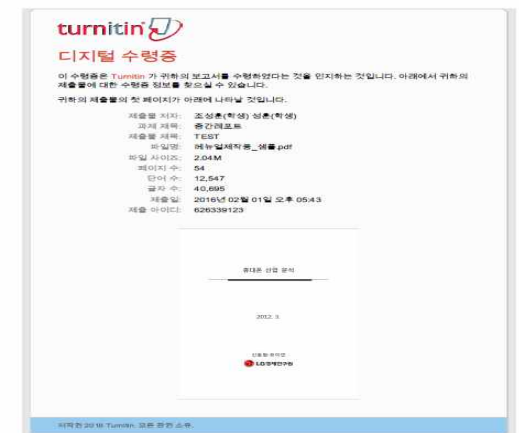 turnitin
디지털 수령증
이 수령증은 Turnitin 가 귀하의 보고서를 수령하였다는 것을 인지하는 것입니다. 아래에서 귀하의
제출물에 대한 수령증 정보를 찾으실 수 있습니다.
귀하의 제출물의 첫 페이지가 아래에 나타날 것입니다.
제출물 저자: 조성훈(학생) 성훈(학생)
과제 제목: 중간레포트
제출물 제목: TEST
파일명: 메뉴얼제작용_샘플.pdf
파일 사이즈: 2.04M
페이지 수: 54
단어 수: 12,547
글자 수: 40,695
제출일: 2016년 02월 01일 오후 05:43
제출 아이디: 626339123
휴대폰 산업 분석
2012. 3
LG경제연구원
저작권 2016 Turnitin. 모든 권한 소유.